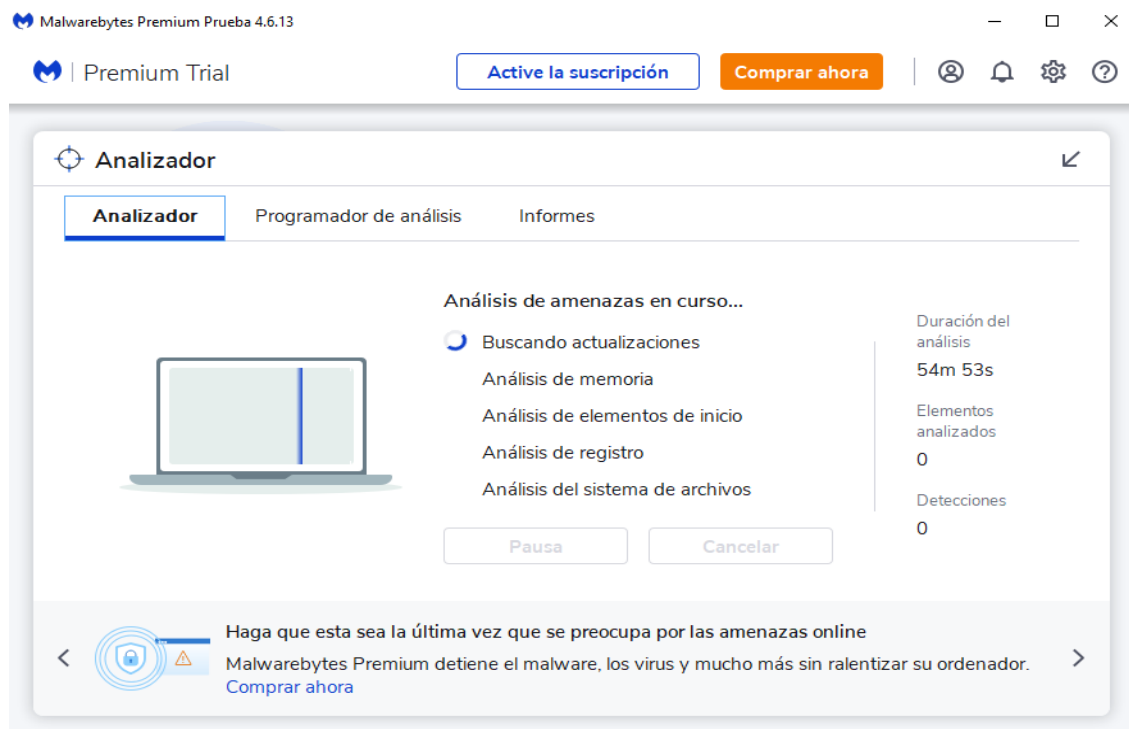 Malwarebytes Premium Prueba 4.6.13
Premium Trial
Active la suscripción
Comprar ahora
Analizador
Analizador
Programador de análisis
Informes
Análisis de amenazas en curso...
Buscando actualizaciones
Análisis de memoria
Análisis de elementos de inicio
Análisis de registro
Análisis del sistema de archivos
Pausa
Cancelar
Duración del
análisis
54m 53s
Elementos
analizados
0
Detecciones
0
Haga que esta sea la última vez que se preocupa por las amenazas online
Malwarebytes Premium detiene el malware, los virus y mucho más sin ralentizar su ordenador.
Comprar ahora